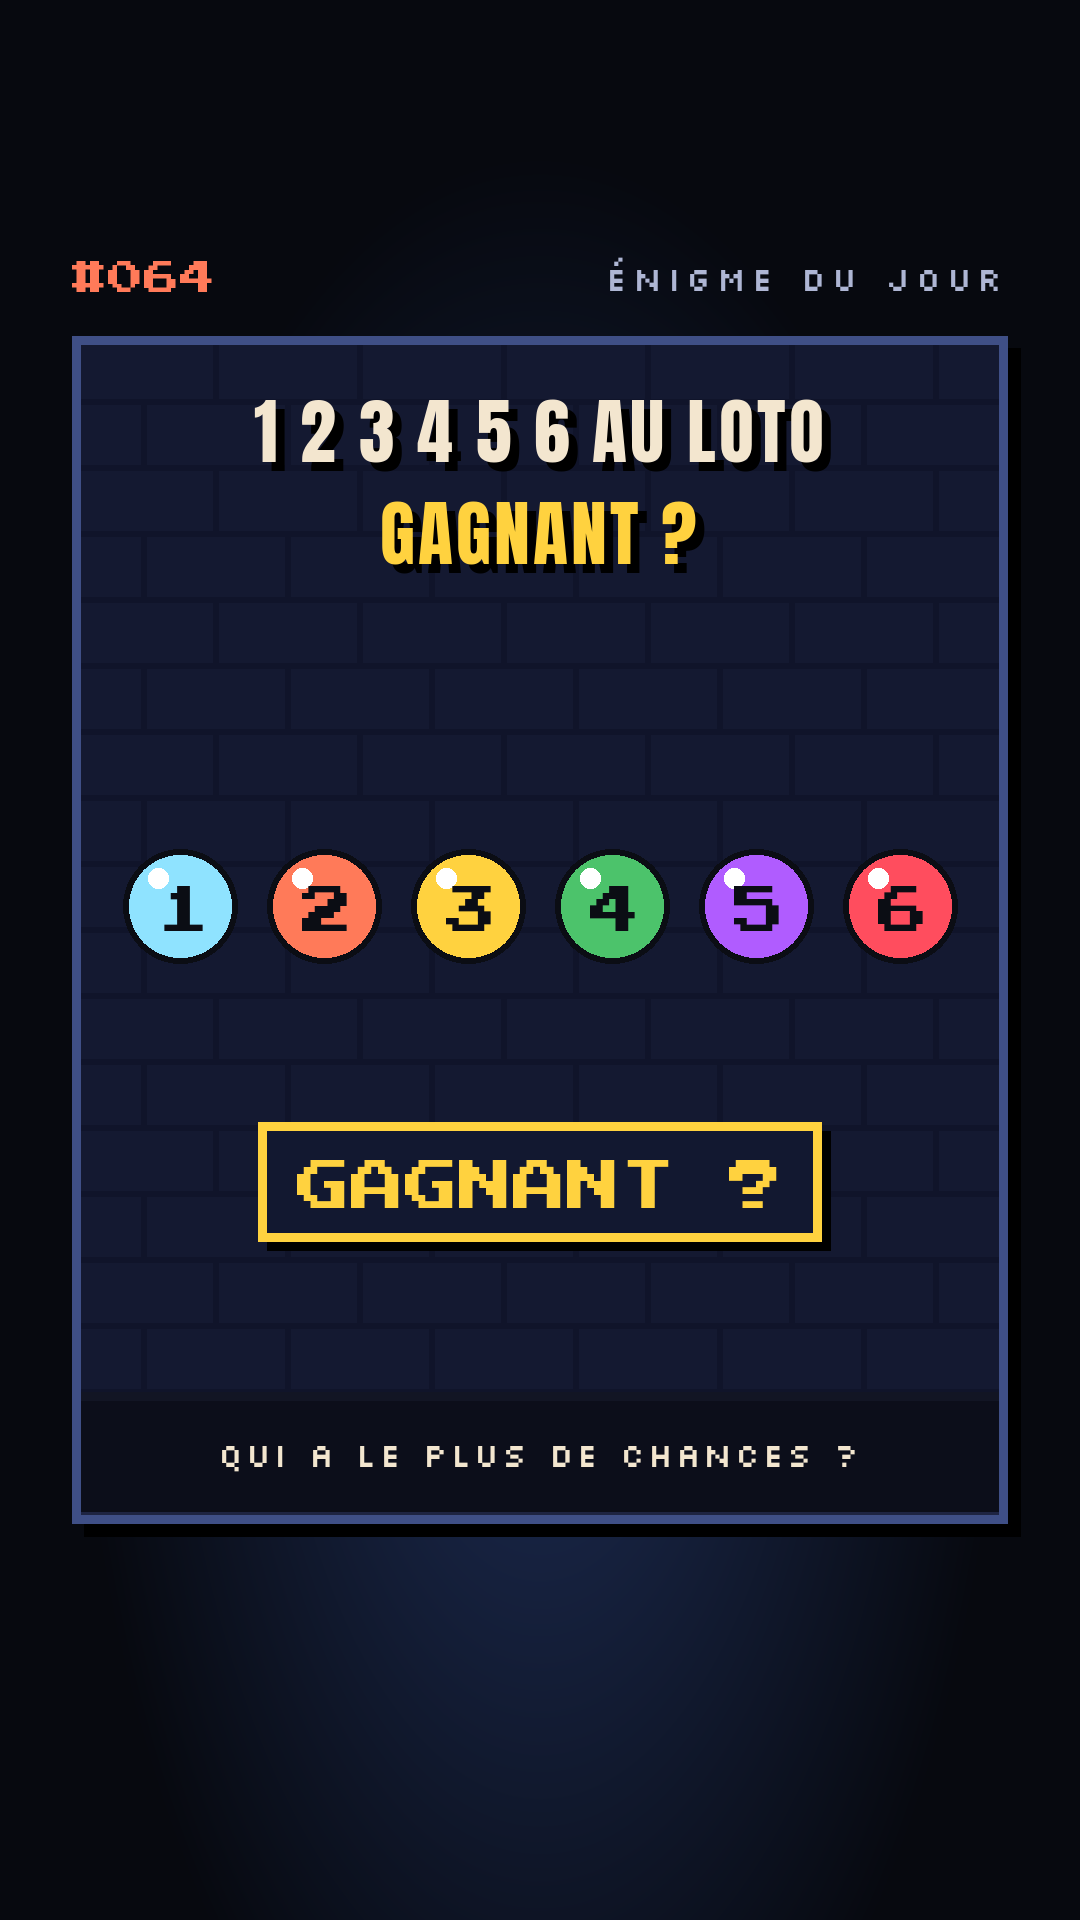 #064
ÉNIGME DU JOUR
1 2 3 4 5 6 AU LOTO
GAGNANT ?
1 2 3 4 5 6
GAGNANT ?
QUI A LE PLUS DE CHANCES ?